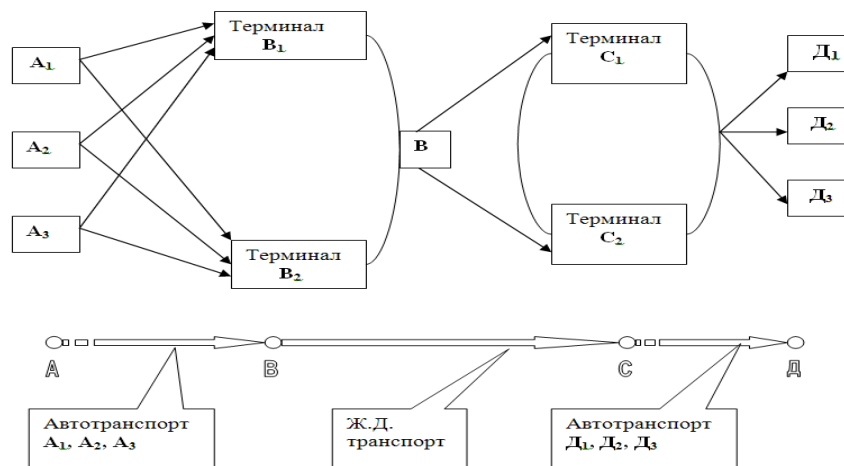 Терминал
В₁
Терминал
С₁
А₁
Д₁
А₂
В
Д₂
А₃
Д₃
Терминал
С₂
Терминал
В₂
А
В
С
Д
Автотранспорт
А₁, А₂, А₃
Ж.Д.
транспорт
Автотранспорт
Д₁, Д₂, Д₃